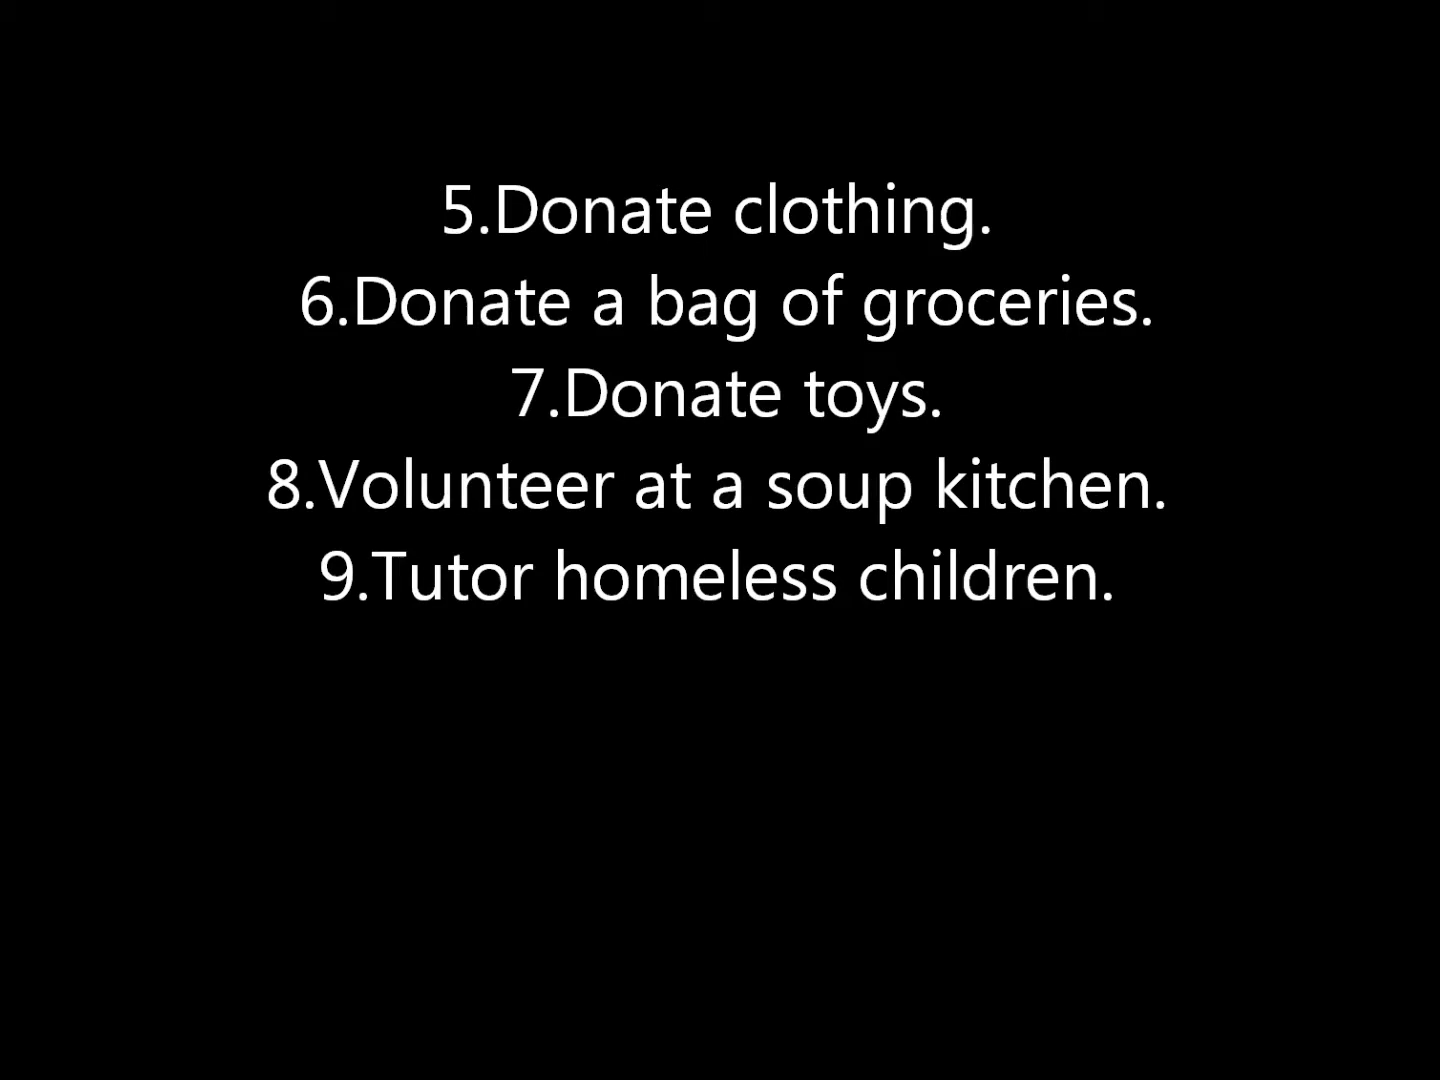 5.Donate clothing.
6.Donate a bag of groceries.
7.Donate toys.
8.Volunteer at a soup kitchen.
9.Tutor homeless children.